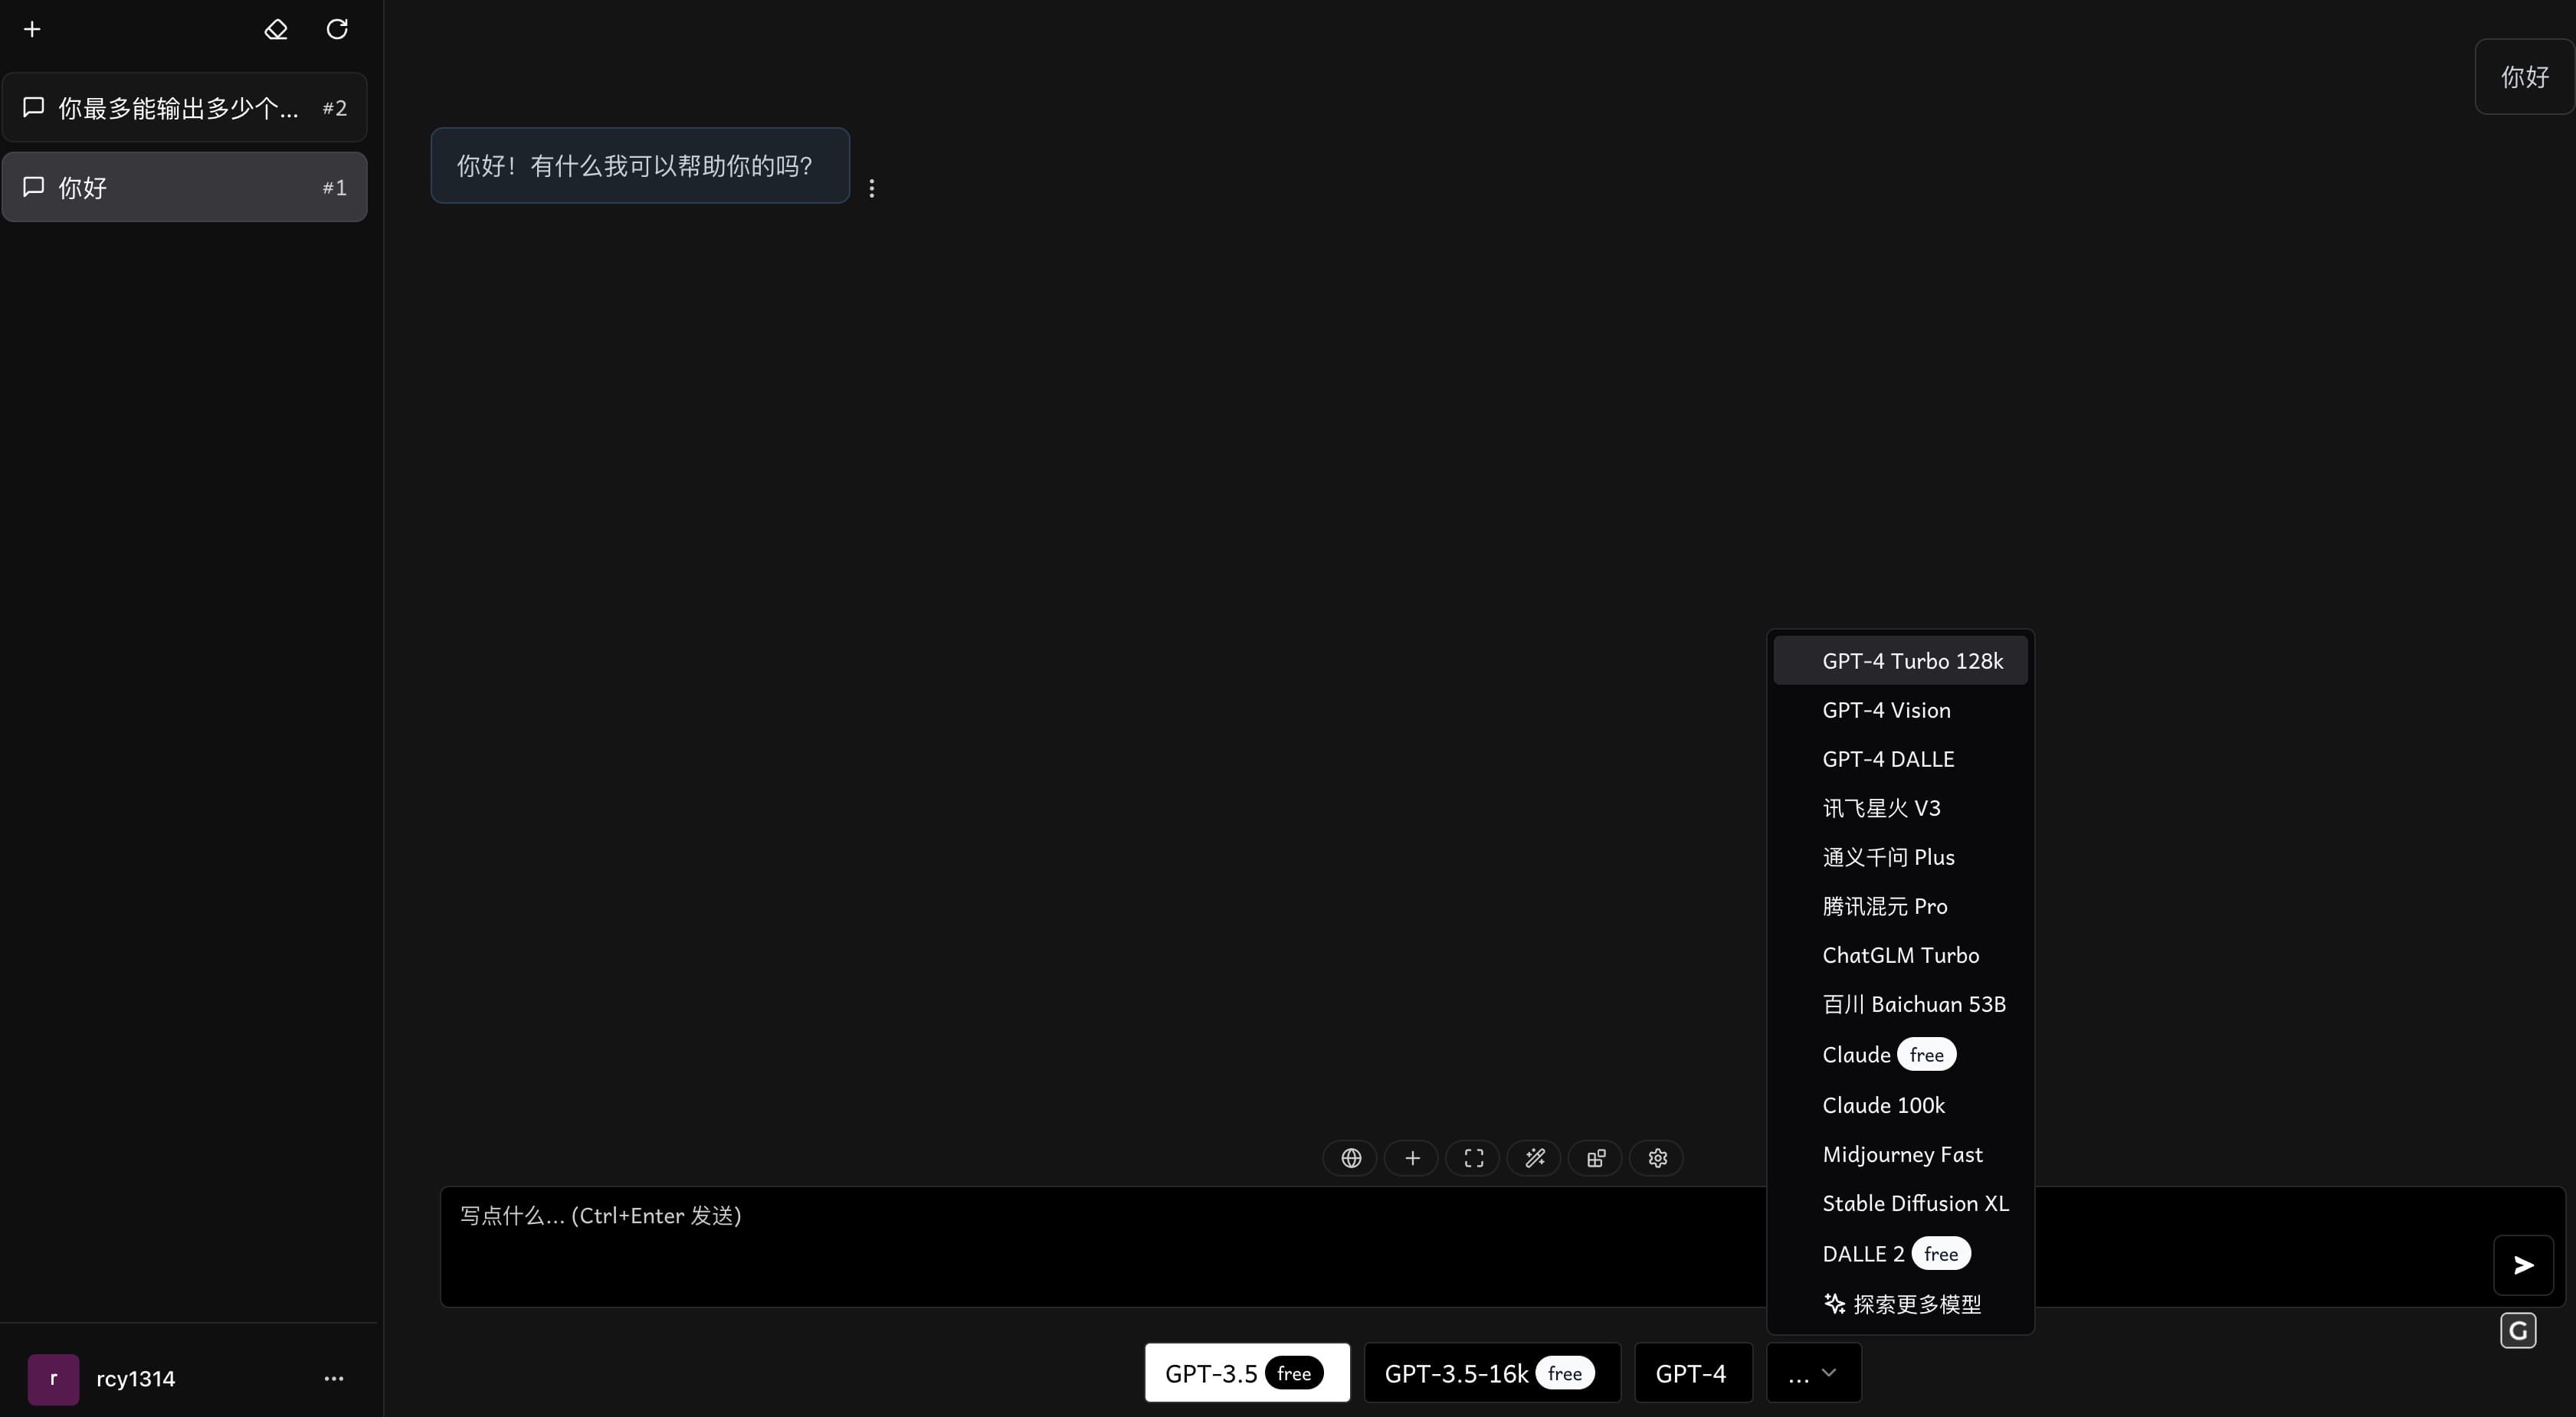 你最多能输出多少个... #2
你好 #1
rcy1314
你好
你好！有什么我可以帮助你的吗？
GPT-4 Turbo 128k
GPT-4 Vision
GPT-4 DALLE
讯飞星火 V3
通义千问 Plus
腾讯混元 Pro
ChatGLM Turbo
百川 Baichuan 53B
Claude free
Claude 100k
Midjourney Fast
Stable Diffusion XL
DALLE 2 free
探索更多模型
写点什么... (Ctrl+Enter 发送)
GPT-3.5 free GPT-3.5-16k free GPT-4 ...
r
G